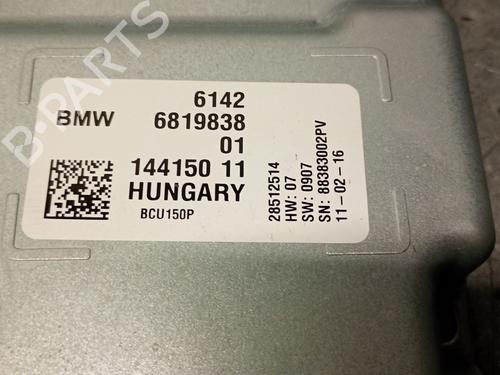 B-PARTS
6142
BMW 6819838
01
144150 11
HUNGARY
BCU150P
28512514
HW: 07
SW: 0907
SN: 88383002PV
11-02-16